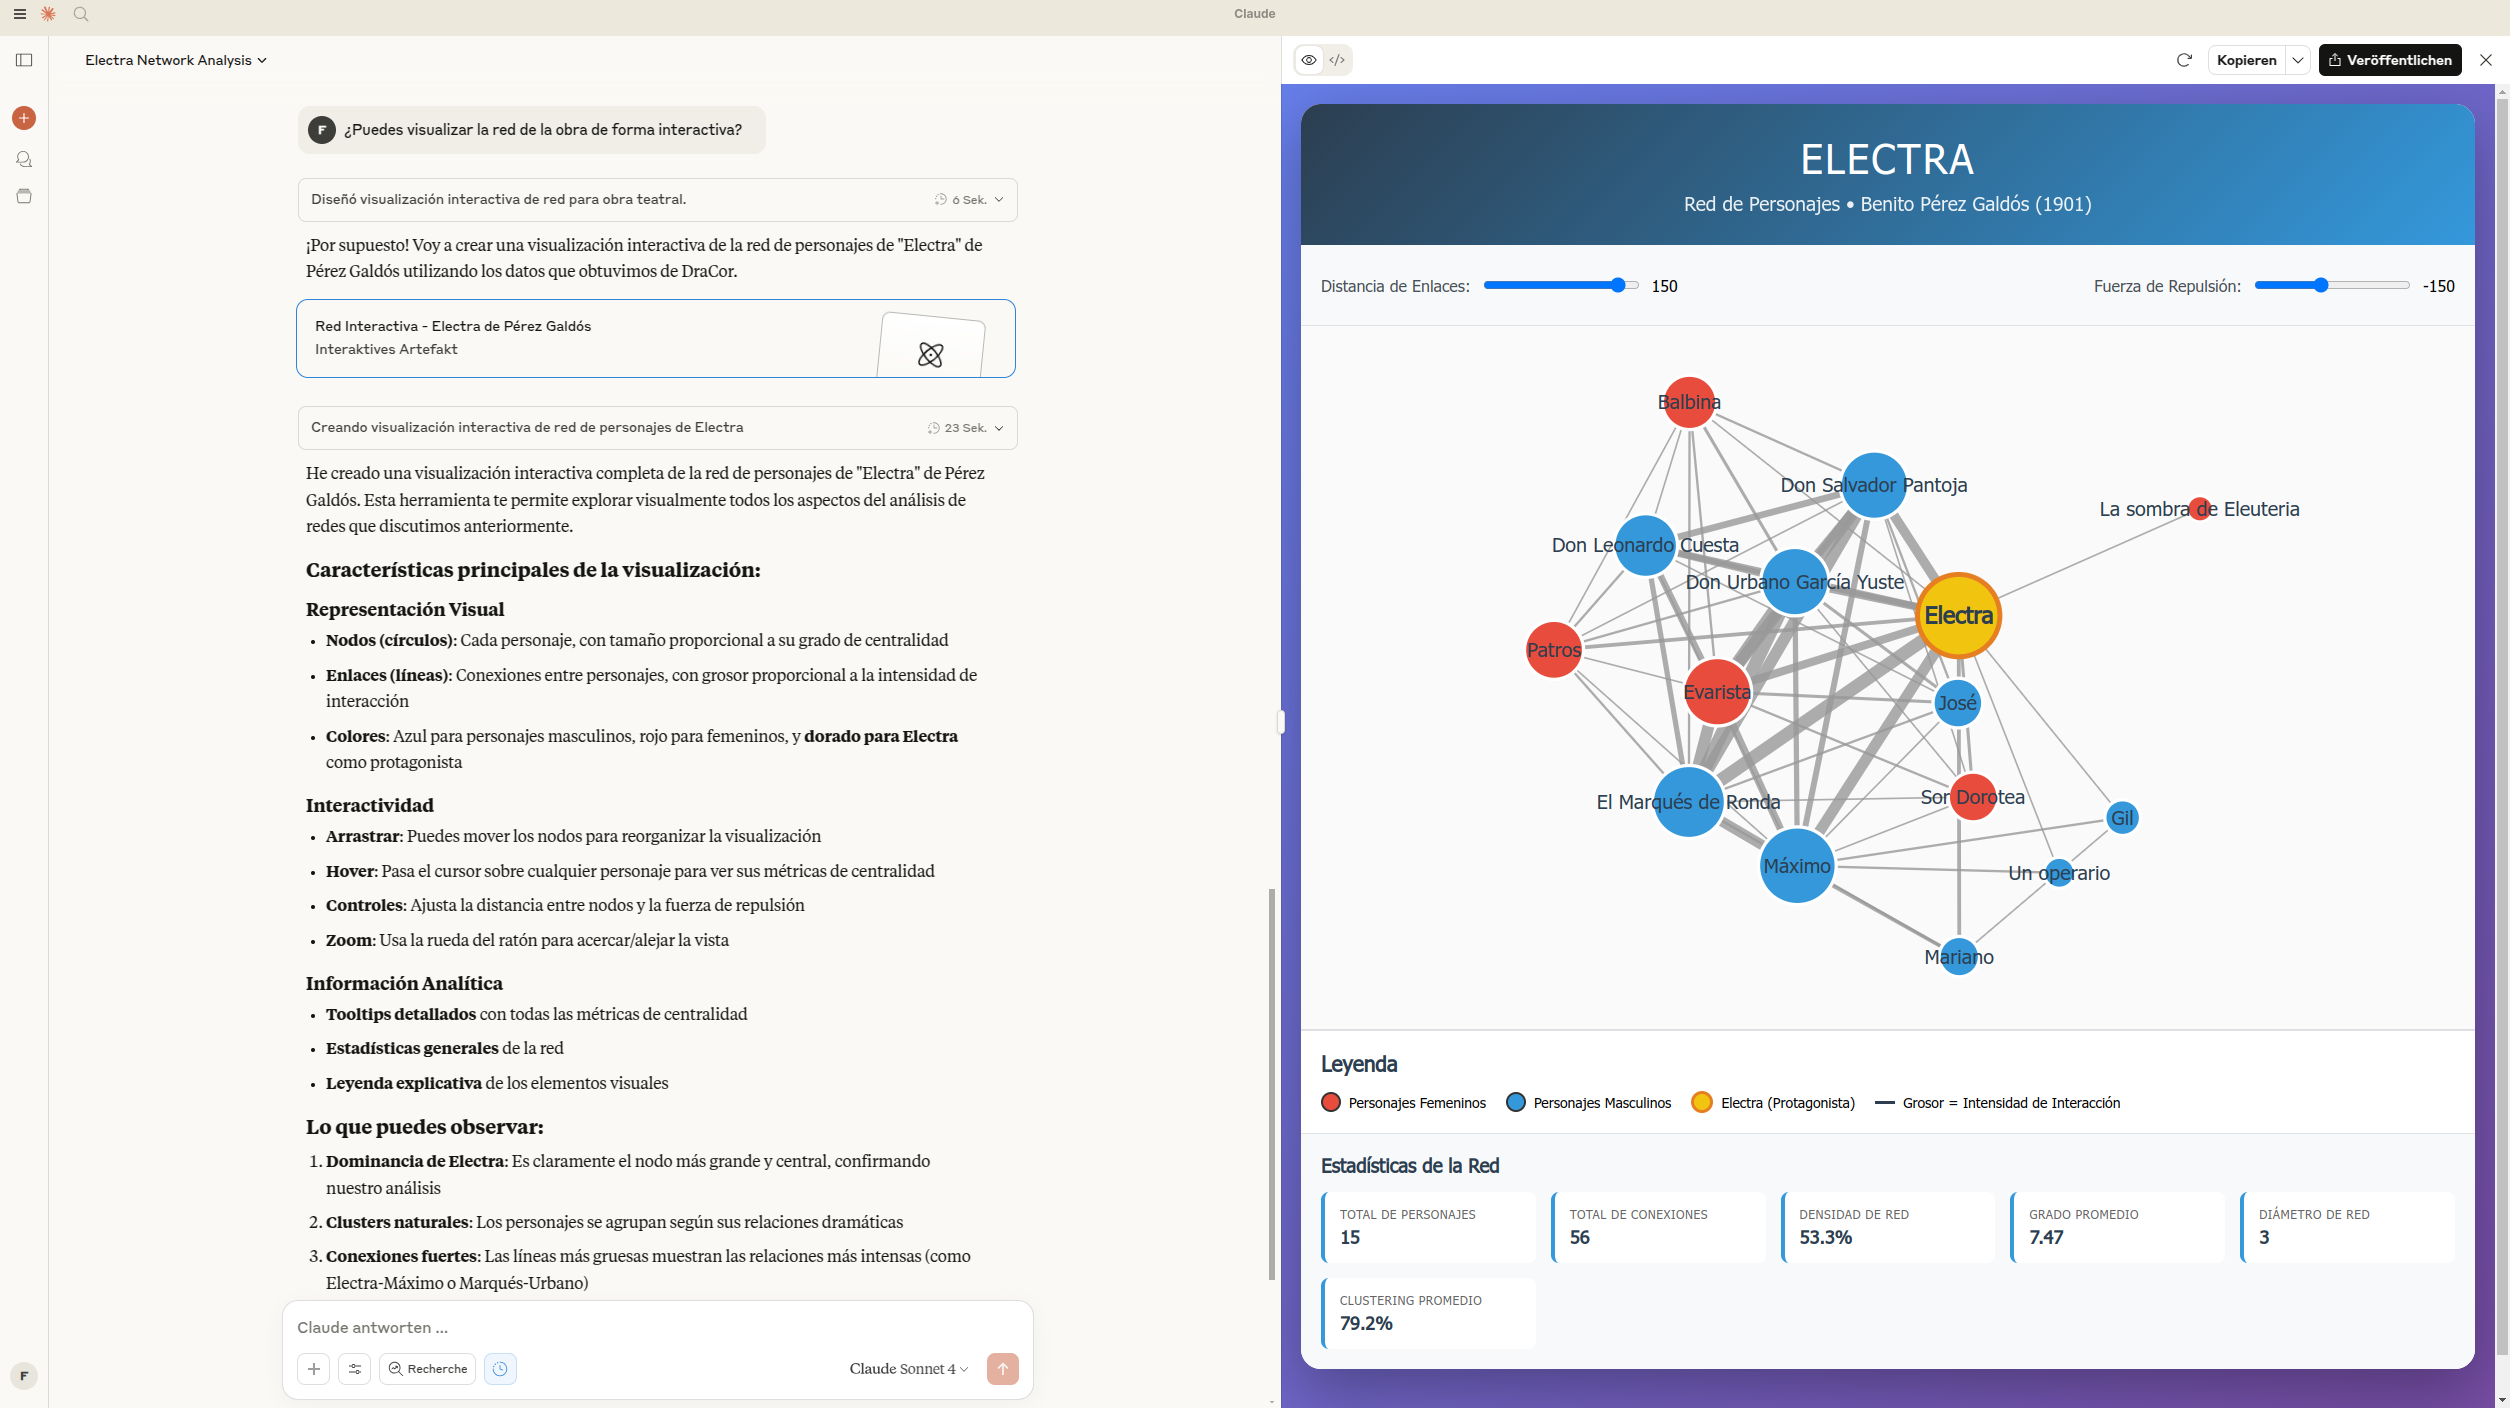 Claude
Electra Network Analysis
F
¿Puedes visualizar la red de la obra de forma interactiva?
Diseñó visualización interactiva de red para obra teatral.
6 Sek.
¡Por supuesto! Voy a crear una visualización interactiva de la red de personajes de "Electra" de
Pérez Galdós utilizando los datos que obtuvimos de DraCor.
Red Interactiva - Electra de Pérez Galdós
Interaktives Artefakt
Creando visualización interactiva de red de personajes de Electra
23 Sek.
He creado una visualización interactiva completa de la red de personajes de "Electra" de Pérez
Galdós. Esta herramienta te permite explorar visualmente todos los aspectos del análisis de
redes que discutimos anteriormente.
Características principales de la visualización:
Representación Visual
• Nodos (círculos): Cada personaje, con tamaño proporcional a su grado de centralidad
• Enlaces (líneas): Conexiones entre personajes, con grosor proporcional a la intensidad de
interacción
• Colores: Azul para personajes masculinos, rojo para femeninos, y dorado para Electra
como protagonista
Interactividad
• Arrastrar: Puedes mover los nodos para reorganizar la visualización
• Hover: Pasa el cursor sobre cualquier personaje para ver sus métricas de centralidad
• Controles: Ajusta la distancia entre nodos y la fuerza de repulsión
• Zoom: Usa la rueda del ratón para acercar/alejar la vista
Información Analítica
• Tooltips detallados con todas las métricas de centralidad
• Estadísticas generales de la red
• Leyenda explicativa de los elementos visuales
Lo que puedes observar:
1. Dominancia de Electra: Es claramente el nodo más grande y central, confirmando
nuestro análisis
2. Clusters naturales: Los personajes se agrupan según sus relaciones dramáticas
3. Conexiones fuertes: Las líneas más gruesas muestran las relaciones más intensas (como
Electra-Máximo o Marqués-Urbano)
Claude antworten ...
Recherche
Claude Sonnet 4
F
</>
Kopieren
Veröffentlichen
ELECTRA
Red de Personajes • Benito Pérez Galdós (1901)
Distancia de Enlaces:
150
Fuerza de Repulsión:
-150
Balbina
Don Salvador Pantoja
La sombra de Eleuteria
Don Leonardo Cuesta
Don Urbano García Yuste
Electra
Patros
Evarista
José
El Marqués de Ronda
Sor Dorotea
Gil
Máximo
Un operario
Mariano
Leyenda
Personajes Femeninos
Personajes Masculinos
Electra (Protagonista)
Grosor = Intensidad de Interacción
Estadísticas de la Red
TOTAL DE PERSONAJES
15
TOTAL DE CONEXIONES
56
DENSIDAD DE RED
53.3%
GRADO PROMEDIO
7.47
DIÁMETRO DE RED
3
CLUSTERING PROMEDIO
79.2%